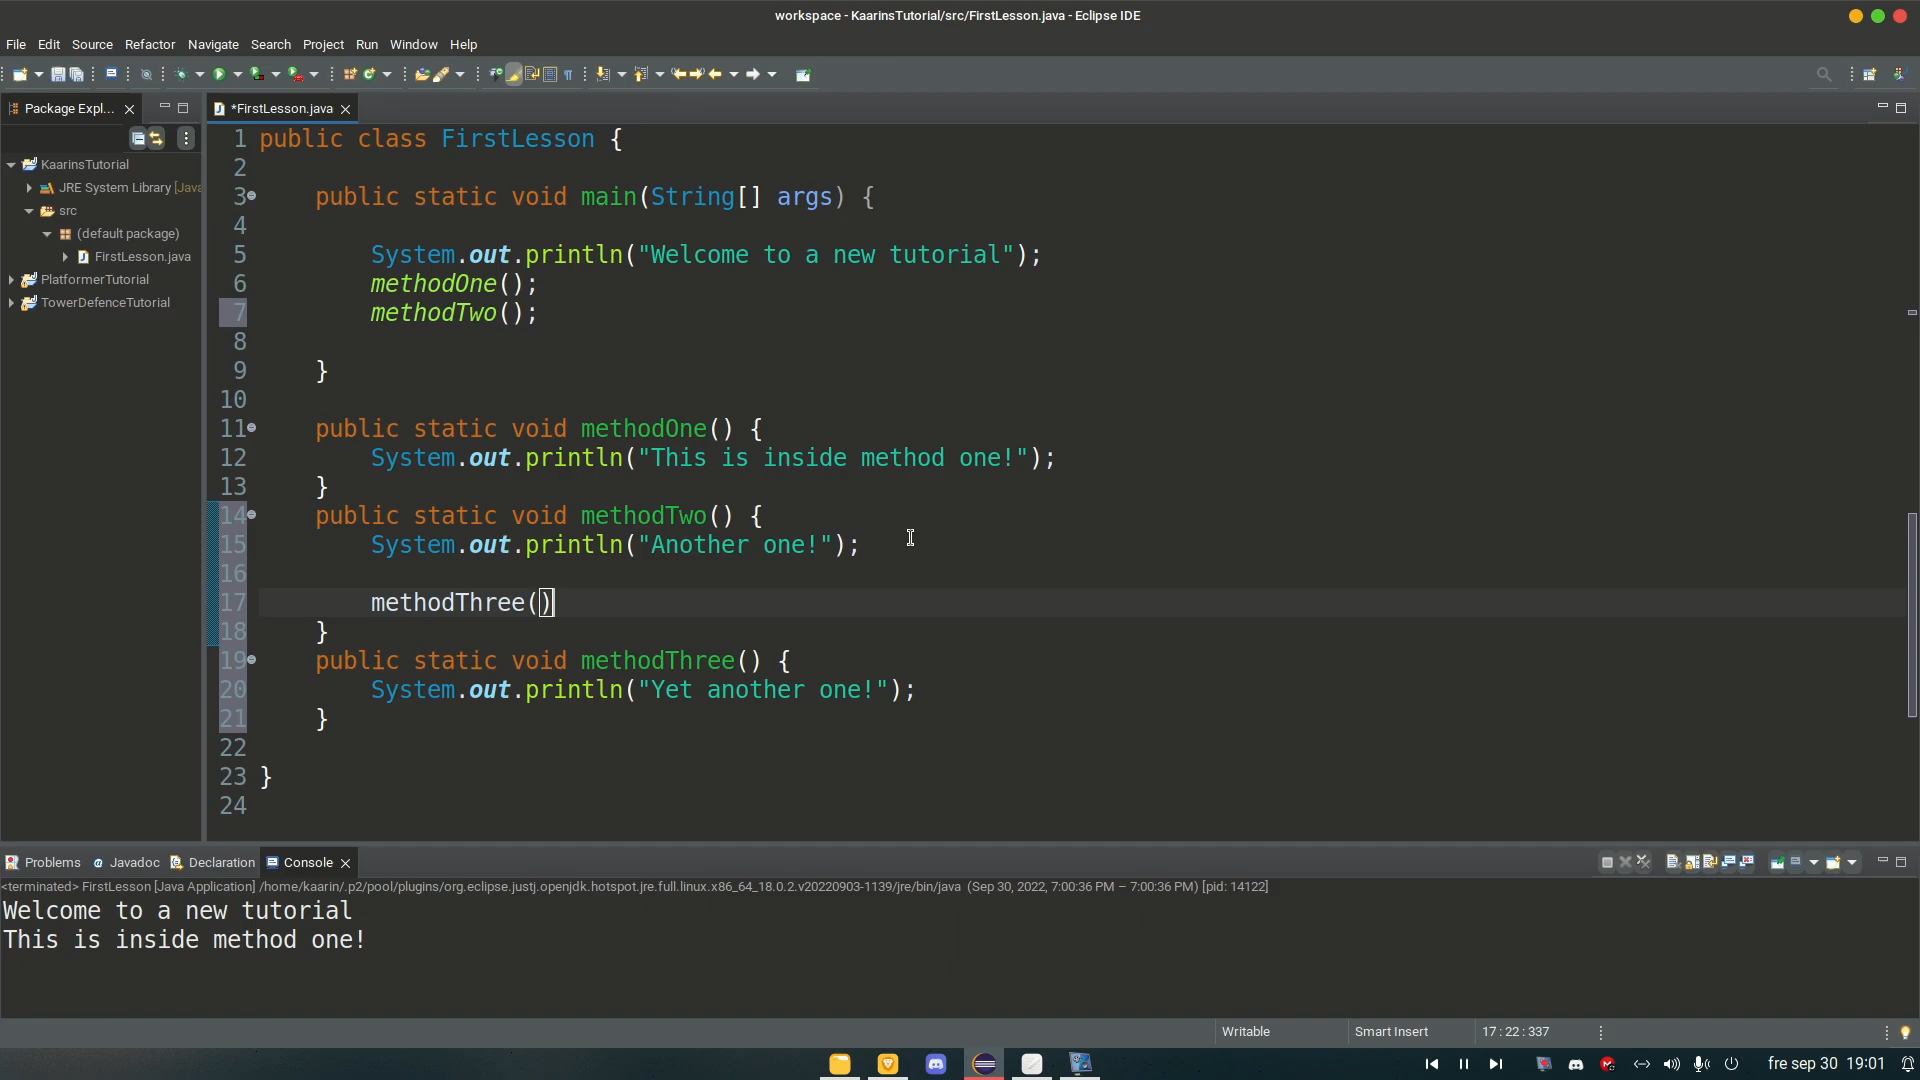 workspace - KaarinsTutorial/src/FirstLesson.java - Eclipse IDE
File Edit Source Refactor Navigate Search Project Run Window Help
Package Expl...
*FirstLesson.java
KaarinsTutorial
JRE System Library [Java
src
(default package)
FirstLesson.java
PlatformerTutorial
TowerDefenceTutorial
1 public class FirstLesson {
2
3 public static void main(String[] args) {
4
5 System.out.println("Welcome to a new tutorial");
6 methodOne();
7 methodTwo();
8
9 }
10
11 public static void methodOne() {
12 System.out.println("This is inside method one!");
13 }
14 public static void methodTwo() {
15 System.out.println("Another one!");
16
17 methodThree()
18 }
19 public static void methodThree() {
20 System.out.println("Yet another one!");
21 }
22
23 }
24
Problems Javadoc Declaration Console
<terminated> FirstLesson [Java Application] /home/kaarin/.p2/pool/plugins/org.eclipse.justj.openjdk.hotspot.jre.full.linux.x86_64_18.0.2.v20220903-1139/jre/bin/java (Sep 30, 2022, 7:00:36 PM – 7:00:36 PM) [pid: 14122]
Welcome to a new tutorial
This is inside method one!
Writable Smart Insert 17 : 22 : 337
fre sep 30 19:01